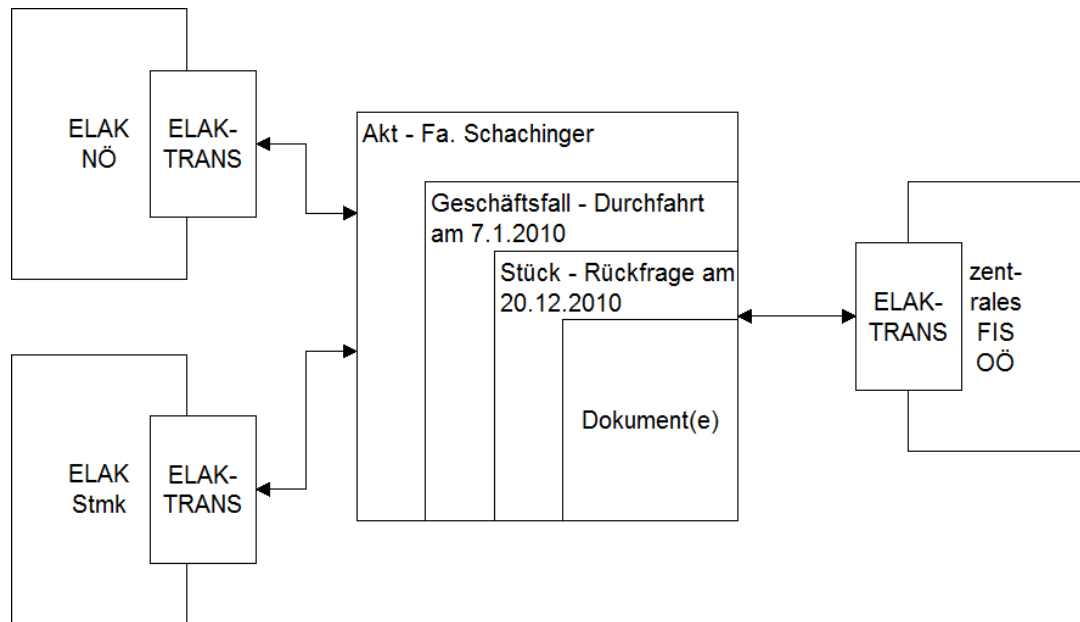 ELAK
NÖ
ELAK-
TRANS
Akt - Fa. Schachinger
Geschäftsfall - Durchfahrt
am 7.1.2010
Stück - Rückfrage am
20.12.2010
Dokument(e)
ELAK
Stmk
ELAK-
TRANS
ELAK-
TRANS
zent-
rales
FIS
OÖ